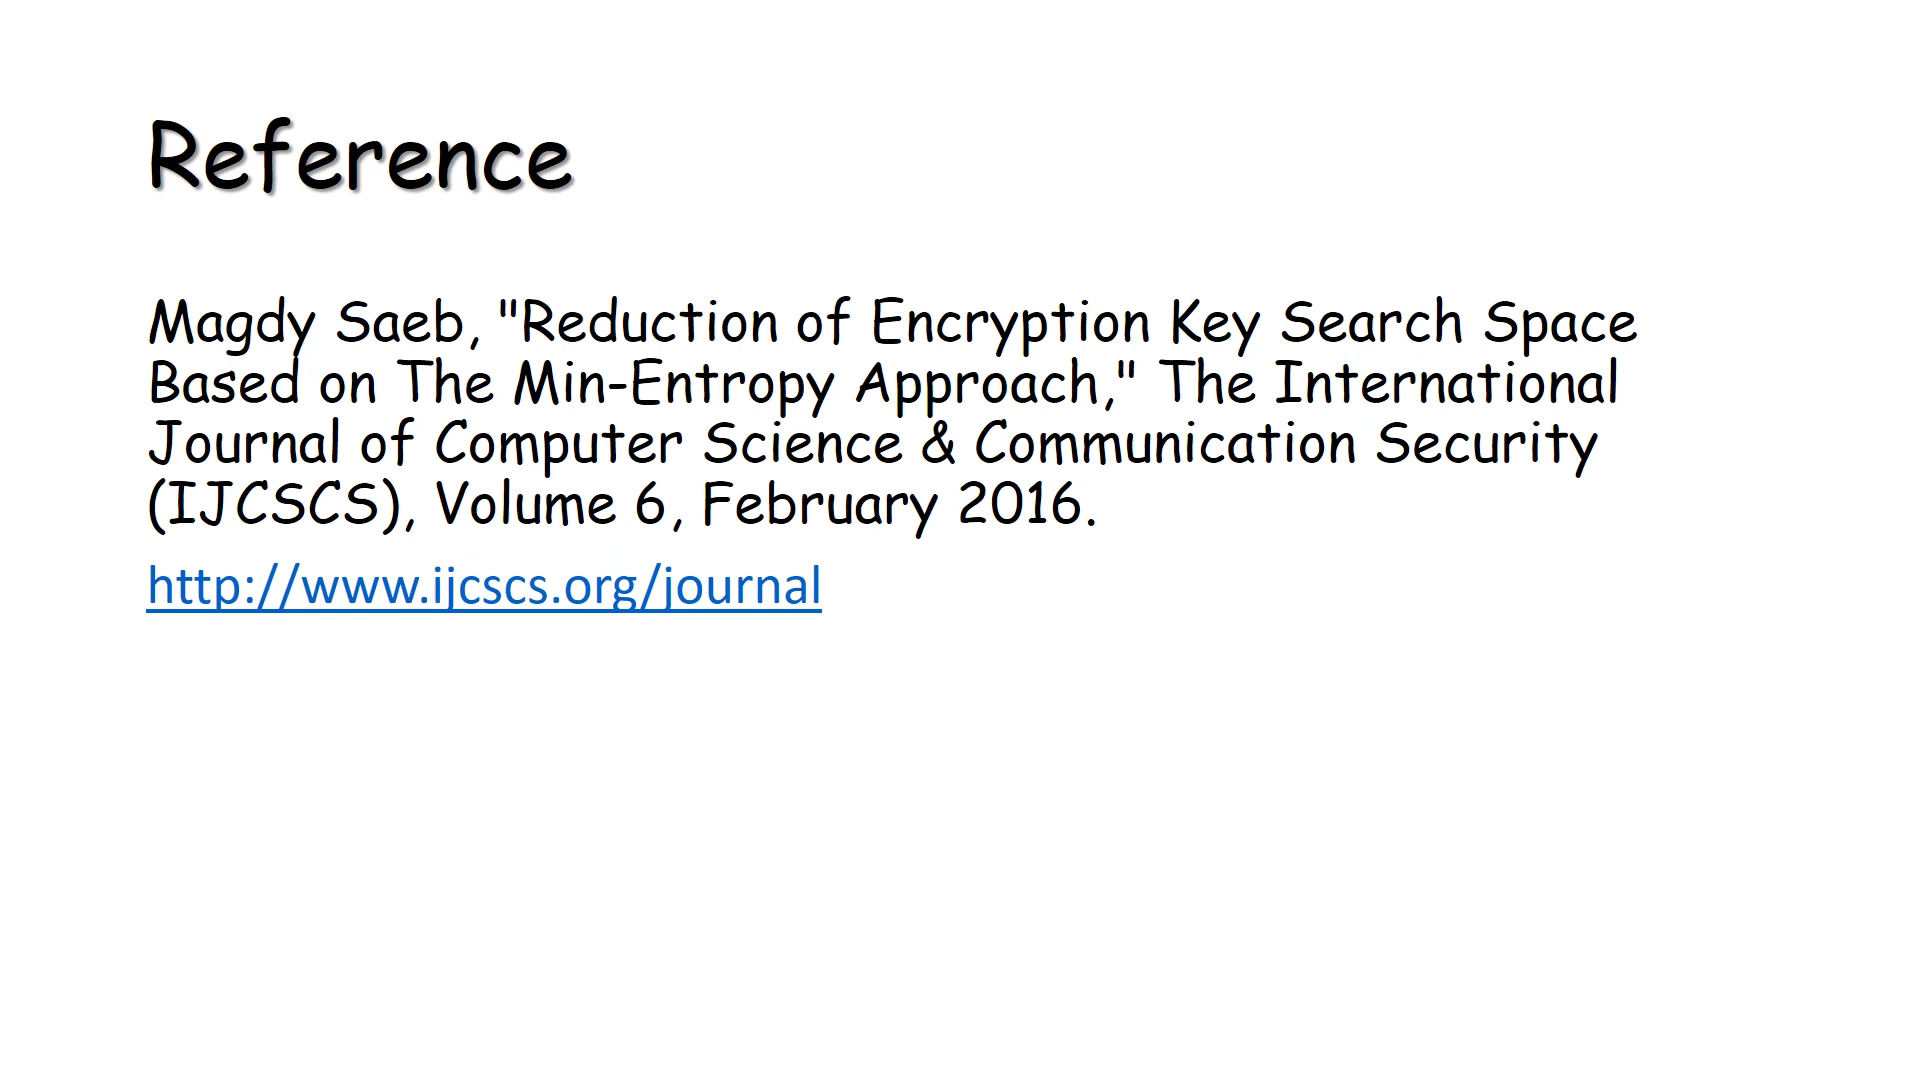 Reference
Magdy Saeb, "Reduction of Encryption Key Search Space
Based on The Min-Entropy Approach," The International
Journal of Computer Science & Communication Security
(IJCSCS), Volume 6, February 2016.
http://www.ijcscs.org/journal